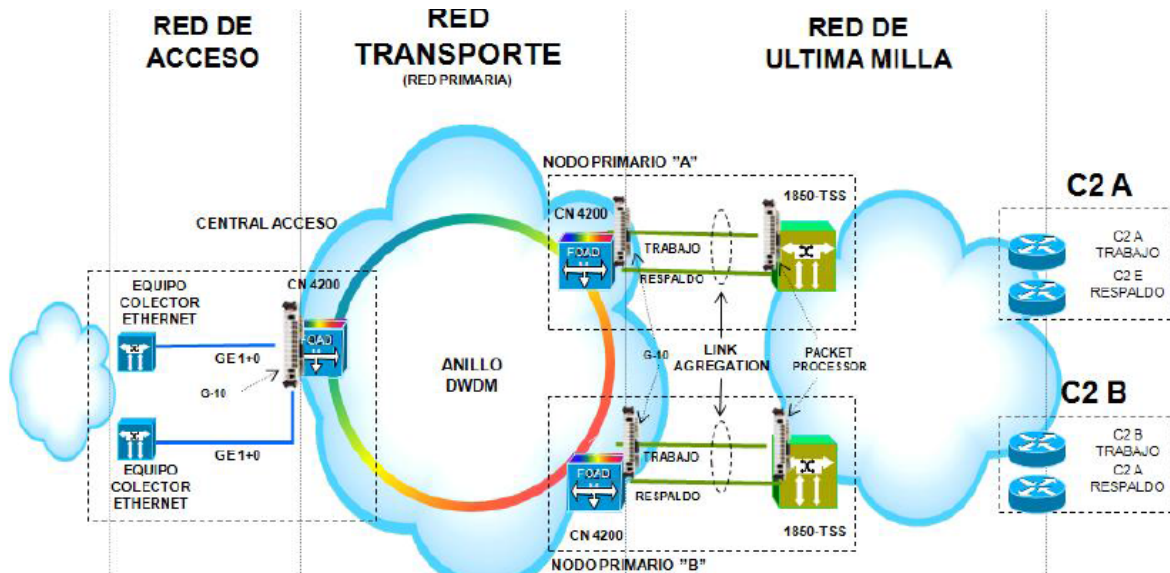 RED DE
ACCESO
RED
TRANSPORTE
(RED PRIMARIA)
RED DE
ULTIMA MILLA
NODO PRIMARIO "A"
1850-TSS
C2 A
CENTRAL ACCESO
CN 4200
TRABAJO
RESPALDO
C2 A
TRABAJO
C2 E
RESPALDO
EQUIPO
COLECTOR
ETHERNET
CN 4200
GE 1+0
G-10
ANILLO
DWDM
G-10
LINK
AGREGATION
PACKET
PROCESSOR
GE 1+0
EQUIPO
COLECTOR
ETHERNET
C2 B
TRABAJO
RESPALDO
C2 B
TRABAJO
C2 A
RESPALDO
CN 4200
1850-TSS
NODO PRIMARIO "B"